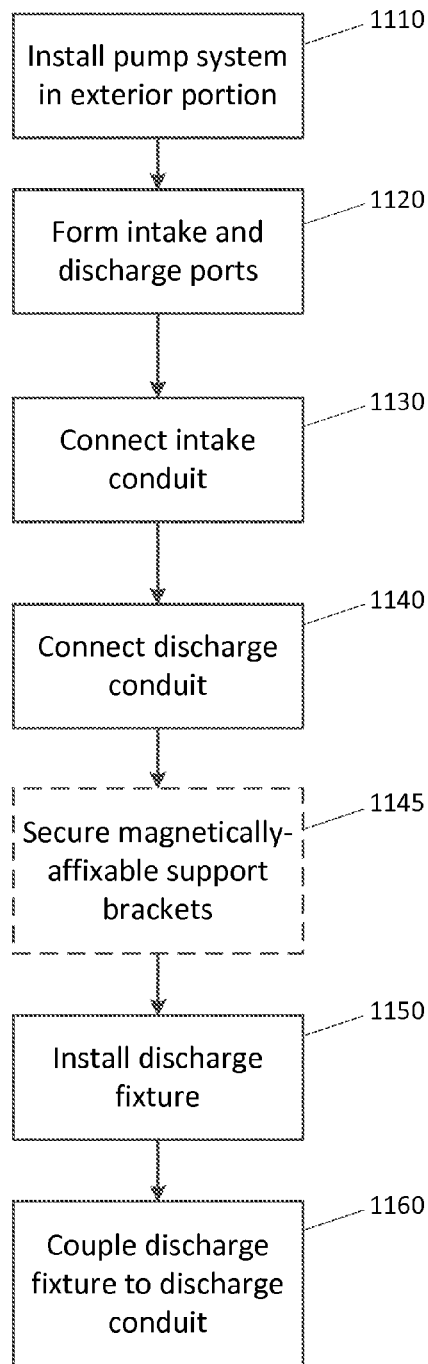 1110
Install pump system
in exterior portion
1120
Form intake and
discharge ports
1130
Connect intake
conduit
1140
Connect discharge
conduit
1145
Secure magnetically-
affixable support
brackets
1150
Install discharge
fixture
1160
Couple discharge
fixture to discharge
conduit